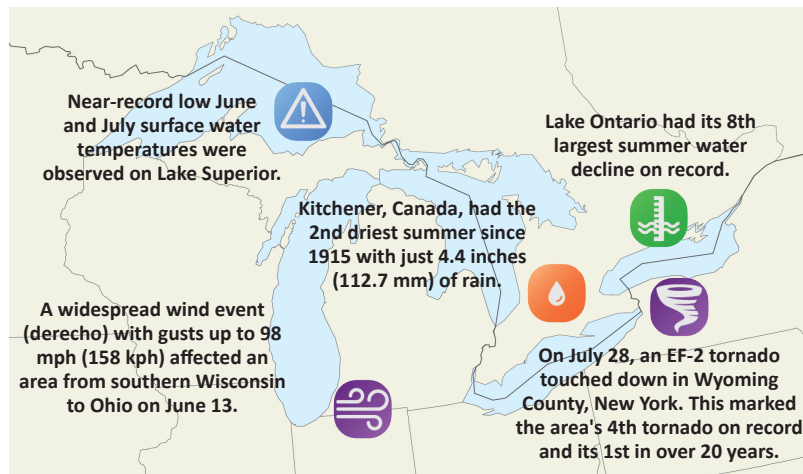 Near-record low June
and July surface water
temperatures were
observed on Lake Superior.
Lake Ontario had its 8th
largest summer water
decline on record.
Kitchener, Canada, had the
2nd driest summer since
1915 with just 4.4 inches
(112.7 mm) of rain.
A widespread wind event
(derecho) with gusts up to 98
mph (158 kph) affected an
area from southern Wisconsin
to Ohio on June 13.
On July 28, an EF-2 tornado
touched down in Wyoming
County, New York. This marked
the area's 4th tornado on record
and its 1st in over 20 years.